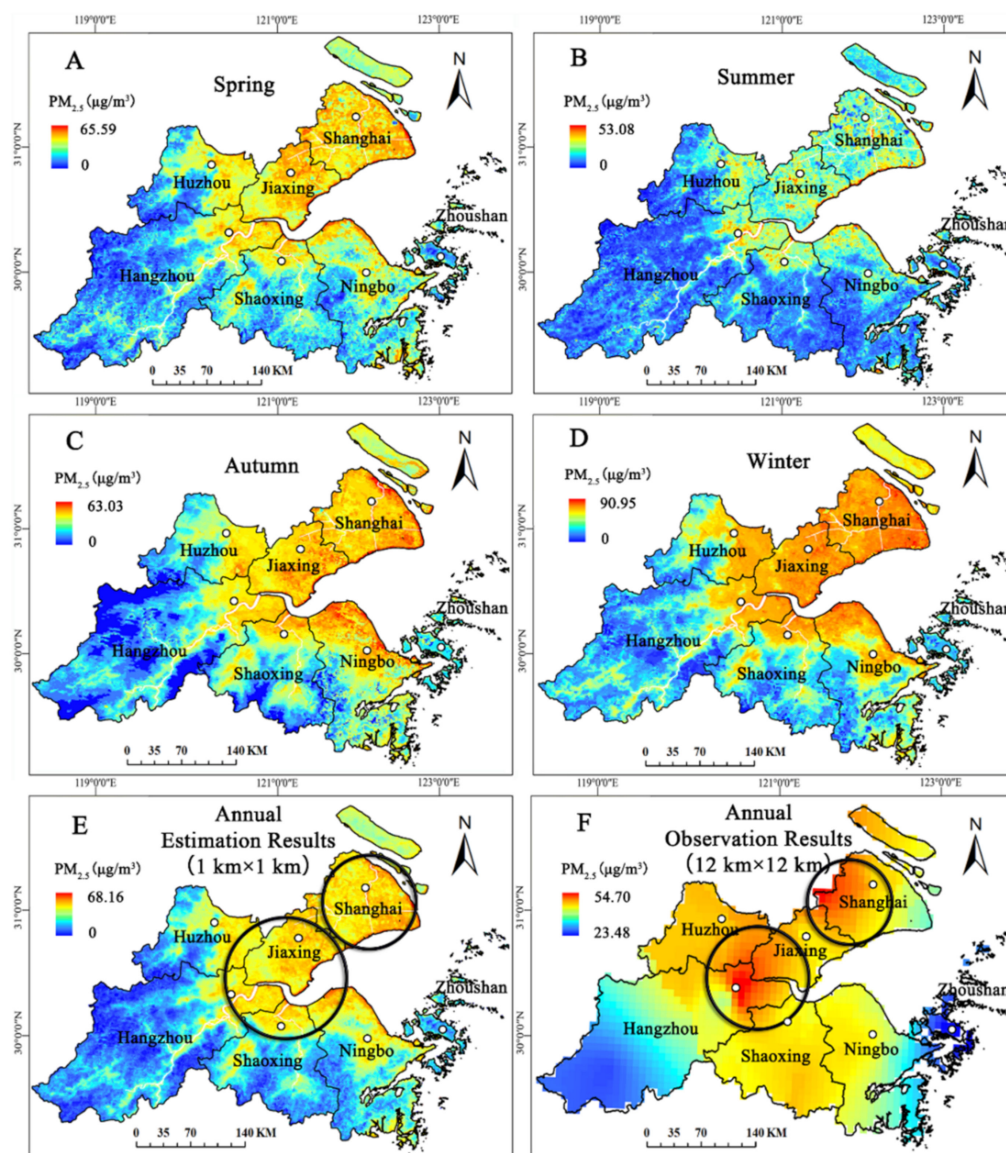 119°0'0"E 121°0'0"E 123°0'0"E
A
Spring
N
PM2.5 (μg/m³)
65.59
0
31°0'0"N
30°0'0"N
Shanghai
Huzhou
Jiaxing
Zhoushan
Hangzhou
Shaoxing
Ningbo
0 35 70 140 KM
B
Summer
N
PM2.5 (μg/m³)
53.08
0
Shanghai
Huzhou
Jiaxing
Zhoushan
Hangzhou
Shaoxing
Ningbo
0 35 70 140 KM
119°0'0"E 121°0'0"E 123°0'0"E
119°0'0"E 121°0'0"E 123°0'0"E
C
Autumn
N
PM2.5 (μg/m³)
63.03
0
31°0'0"N
30°0'0"N
Shanghai
Huzhou
Jiaxing
Zhoushan
Hangzhou
Shaoxing
Ningbo
0 35 70 140 KM
D
Winter
N
PM2.5 (μg/m³)
90.95
0
31°0'0"N
30°0'0"N
Shanghai
Huzhou
Jiaxing
Zhoushan
Hangzhou
Shaoxing
Ningbo
0 35 70 140 KM
119°0'0"E 121°0'0"E 123°0'0"E
119°0'0"E 121°0'0"E 123°0'0"E
E
Annual
Estimation Results
(1 km×1 km)
N
PM2.5 (μg/m³)
68.16
0
31°0'0"N
30°0'0"N
Shanghai
Huzhou
Jiaxing
Zhoushan
Hangzhou
Shaoxing
Ningbo
0 35 70 140 KM
F
Annual
Observation Results
(12 km×12 km)
N
PM2.5 (μg/m³)
54.70
23.48
31°0'0"N
30°0'0"N
Shanghai
Huzhou
Jiaxing
Zhoushan
Hangzhou
Shaoxing
Ningbo
0 35 70 140 KM